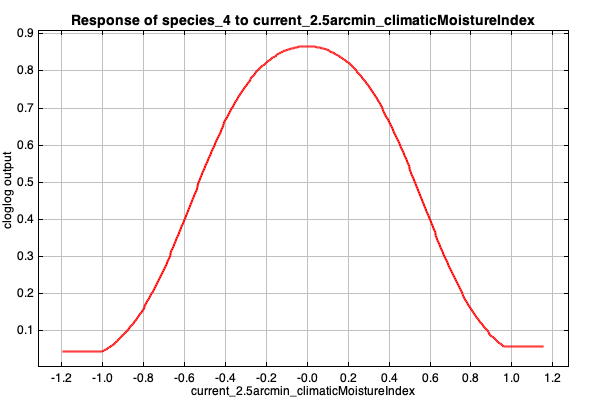 Response of species_4 to current_2.5arcmin_climaticMoistureIndex
cloglog output
0.9
0.8
0.7
0.6
0.5
0.4
0.3
0.2
0.1
-1.2 -1.0 -0.8 -0.6 -0.4 -0.2 -0.0 0.2 0.4 0.6 0.8 1.0 1.2
current_2.5arcmin_climaticMoistureIndex